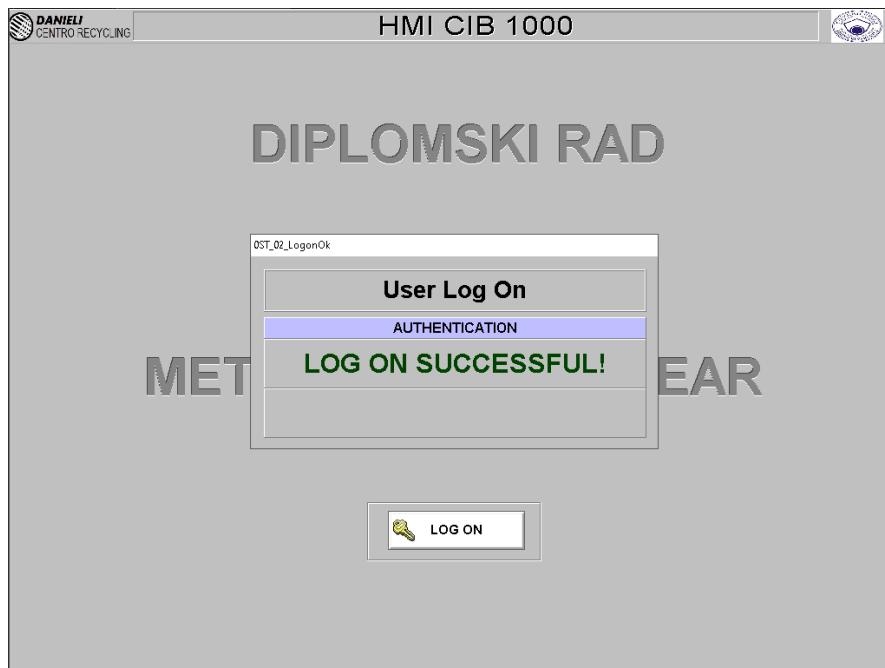 DANIELI
CENTRO RECYCLING
HMI CIB 1000
DIPLOMSKI RAD
0ST_02_LogonOk
User Log On
AUTHENTICATION
LOG ON SUCCESSFUL!
MET EAR
LOG ON